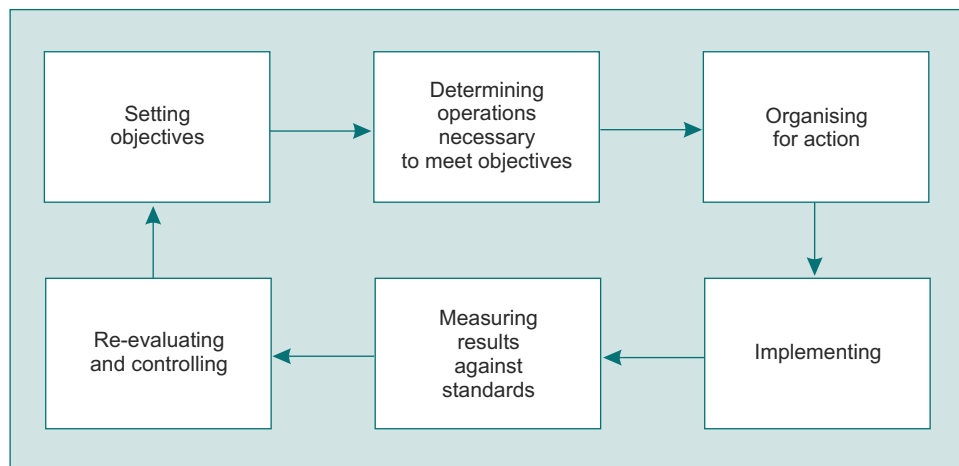 Setting
objectives
Determining
operations
necessary
to meet objectives
Organising
for action
Implementing
Measuring
results
against
standards
Re-evaluating
and controlling